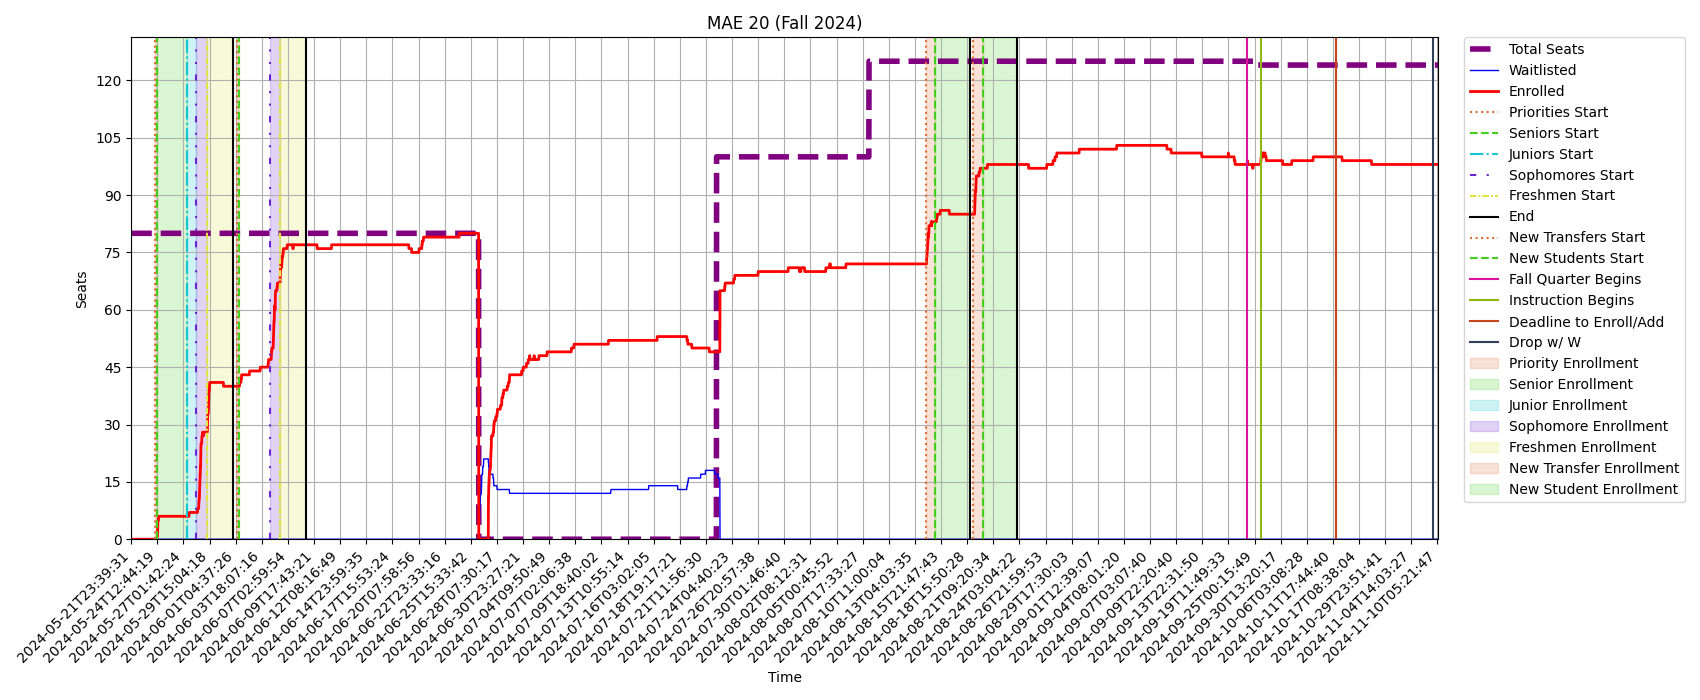 MAE 20 (Fall 2024)
Seats
120
105
90
75
60
45
30
15
0
2024-05-21T23:39:31
2024-05-24T12:44:19
2024-05-27T01:42:24
2024-05-29T15:04:18
2024-06-01T04:37:26
2024-06-03T18:07:16
2024-06-07T02:59:54
2024-06-09T17:43:21
2024-06-12T08:16:49
2024-06-14T23:59:35
2024-06-17T15:53:24
2024-06-20T07:58:56
2024-06-22T23:33:16
2024-06-25T15:33:42
2024-06-28T07:30:17
2024-06-30T23:27:21
2024-07-04T09:50:49
2024-07-07T02:06:38
2024-07-09T18:40:02
2024-07-13T10:55:14
2024-07-16T03:02:05
2024-07-18T19:17:21
2024-07-21T11:56:30
2024-07-24T04:40:23
2024-07-26T20:57:38
2024-07-30T01:46:40
2024-08-02T08:12:31
2024-08-05T00:45:52
2024-08-07T17:33:27
2024-08-10T11:00:04
2024-08-13T04:03:35
2024-08-15T21:47:43
2024-08-18T15:50:28
2024-08-21T09:20:34
2024-08-24T03:04:22
2024-08-26T21:59:53
2024-08-29T17:30:03
2024-09-01T12:39:07
2024-09-04T08:01:20
2024-09-07T03:07:40
2024-09-09T22:20:40
2024-09-13T22:31:50
2024-09-19T11:49:33
2024-09-25T00:15:49
2024-09-30T13:20:17
2024-10-06T03:08:28
2024-10-11T17:44:40
2024-10-17T08:38:04
2024-10-29T23:51:41
2024-11-04T14:03:27
2024-11-10T05:21:47
Time
Total Seats
Waitlisted
Enrolled
Priorities Start
Seniors Start
Juniors Start
Sophomores Start
Freshmen Start
End
New Transfers Start
New Students Start
Fall Quarter Begins
Instruction Begins
Deadline to Enroll/Add
Drop w/ W
Priority Enrollment
Senior Enrollment
Junior Enrollment
Sophomore Enrollment
Freshmen Enrollment
New Transfer Enrollment
New Student Enrollment